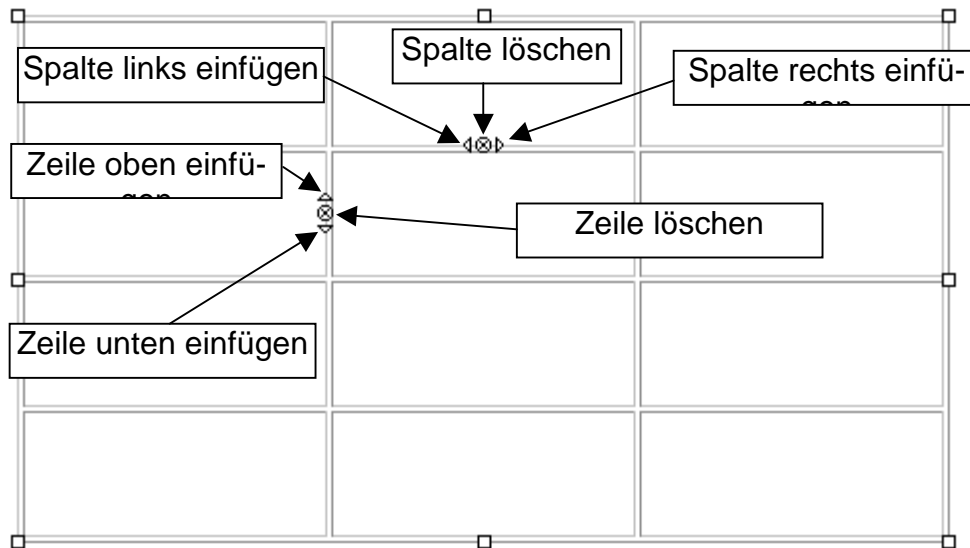 Spalte löschen
Spalte links einfügen
Spalte rechts einfü-
Zeile oben einfü-
Zeile löschen
Zeile unten einfügen